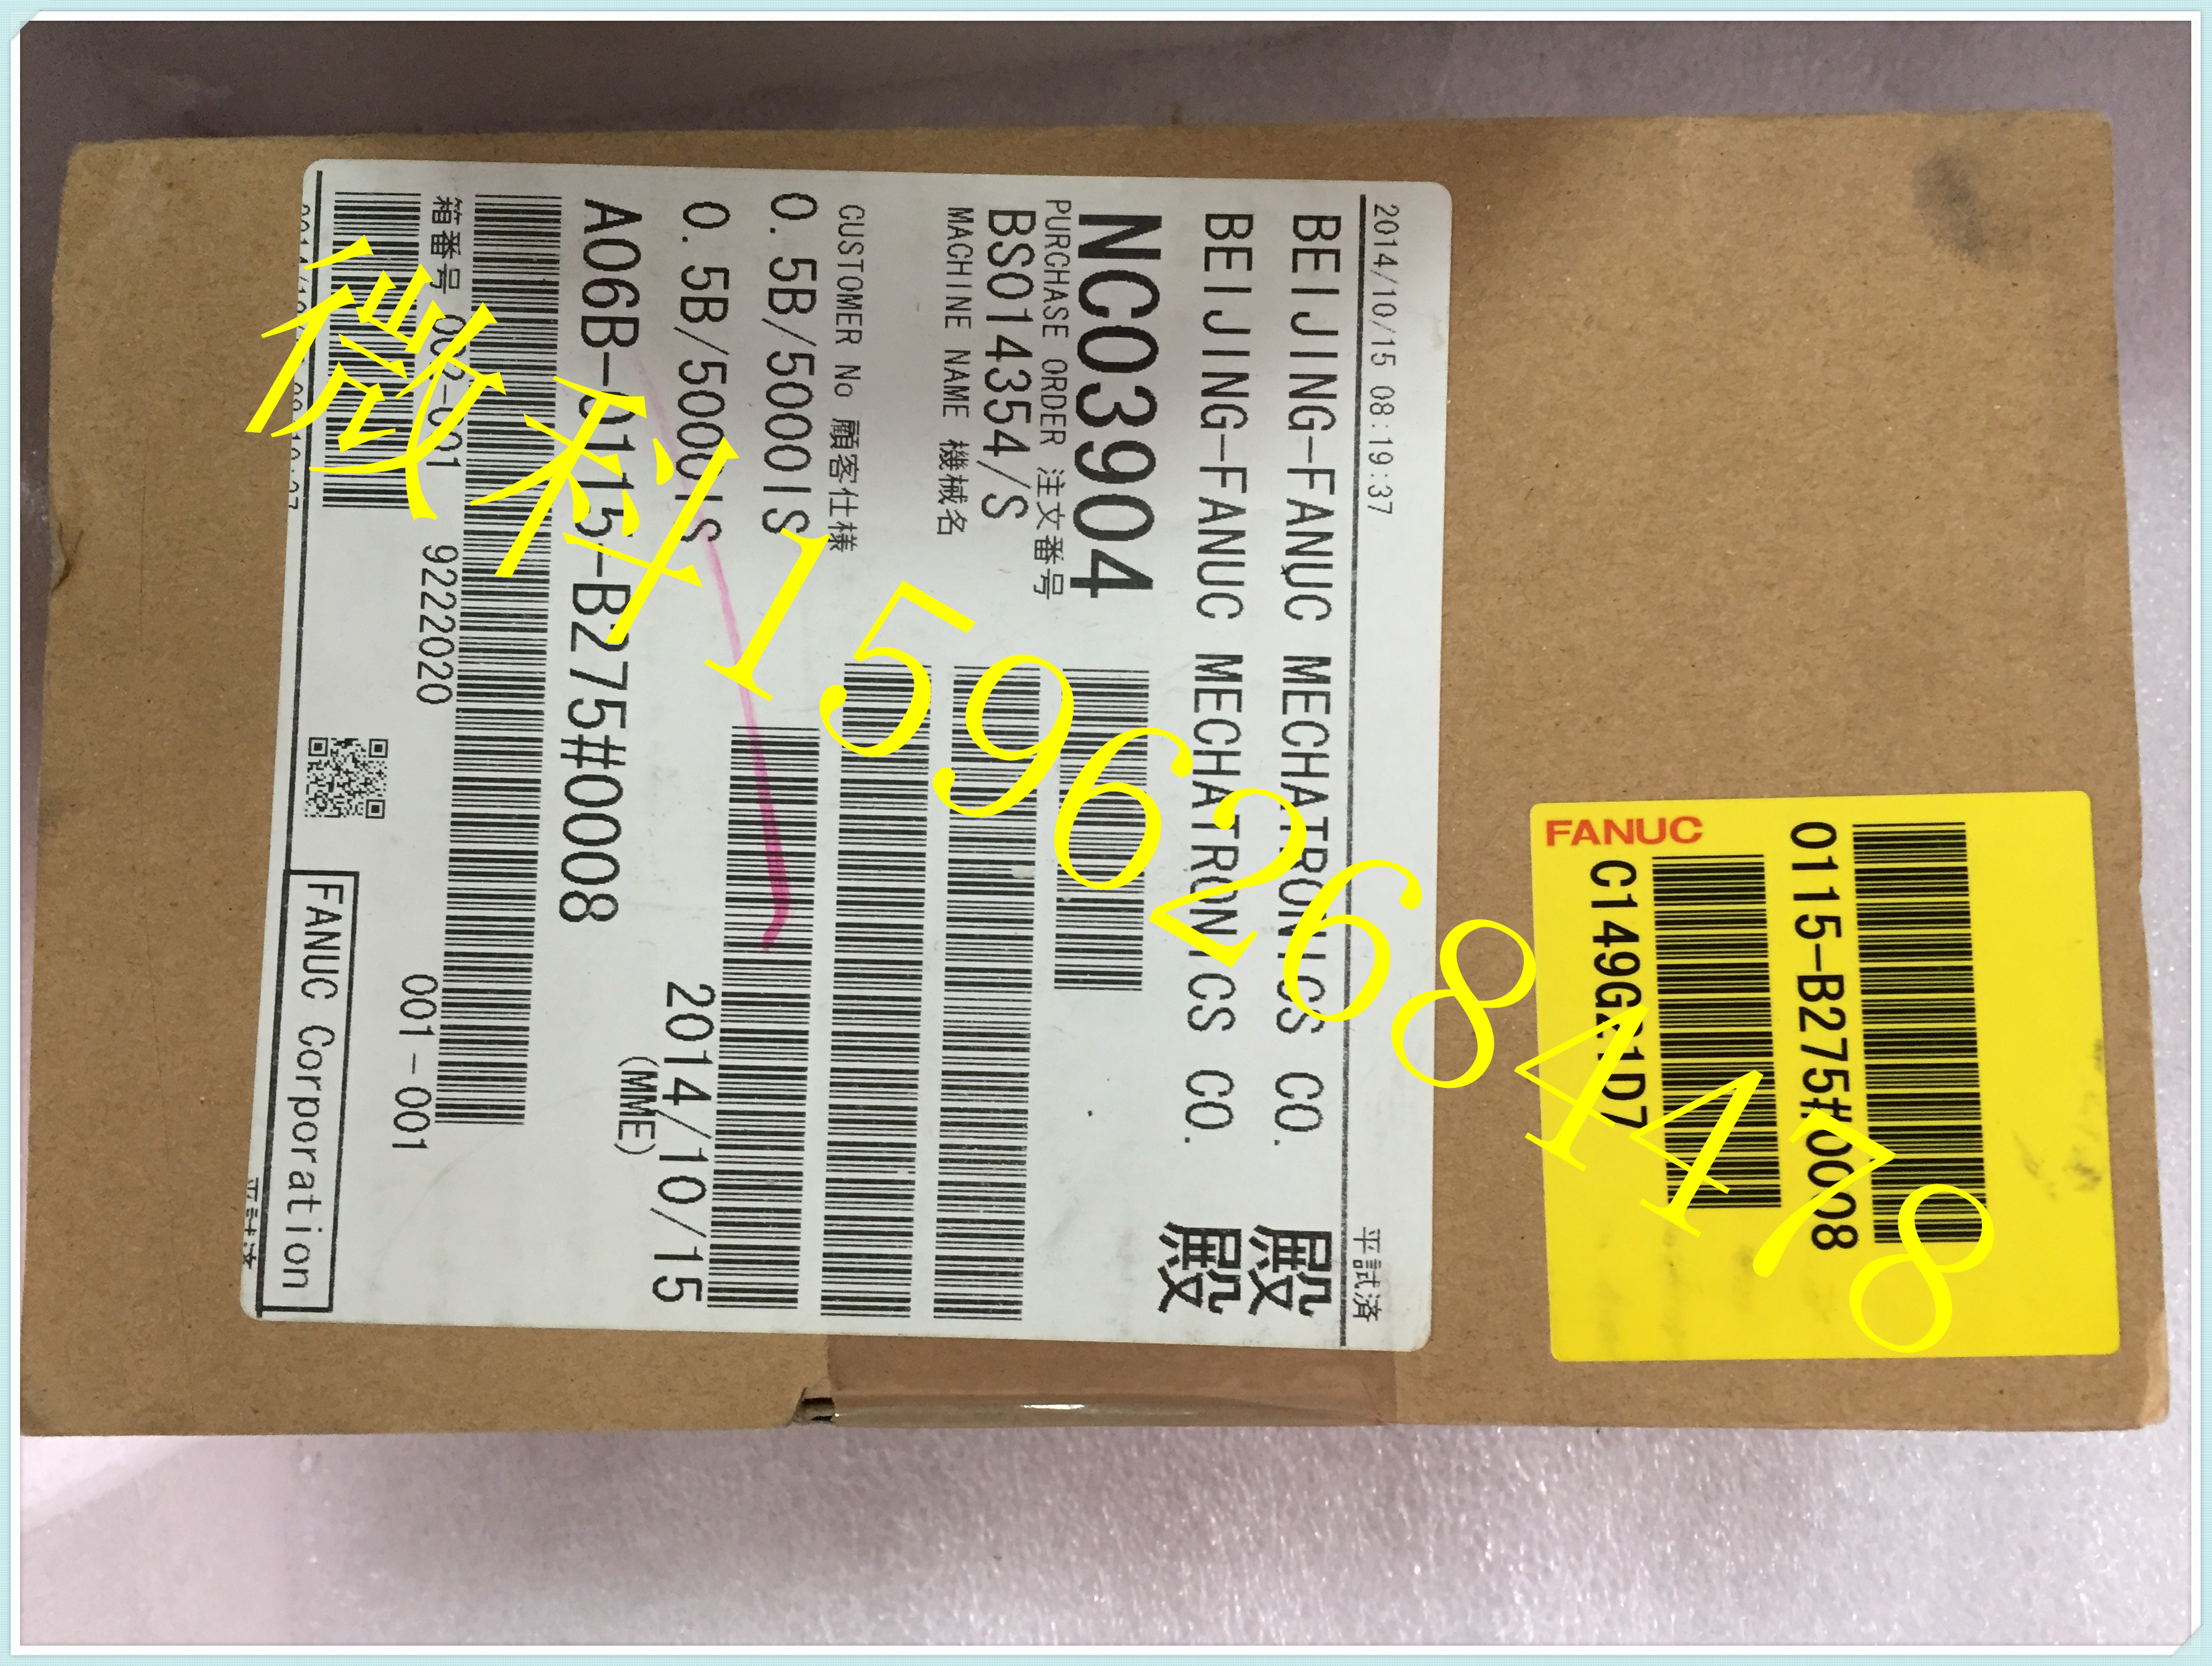 2014/10/15 08:19:37
平試済
BEIJING-FANUC MECHATRONICS CO. 殿
BEIJING-FANUC MECHATRONICS CO. 殿
NC03904
PURCHASE ORDER 注文番号
BS014354/S
MACHINE NAME 機械名
CUSTOMER No 顧客仕様
0.5B/5000IS
0.5B/5000IS
2014/10/15
(MME)
A06B-0115-B275#0008
箱番号 002-001 9222020 001-001
FANUC Corporation
FANUC
0115-B275#0008
C149G21D7
微科15962684478